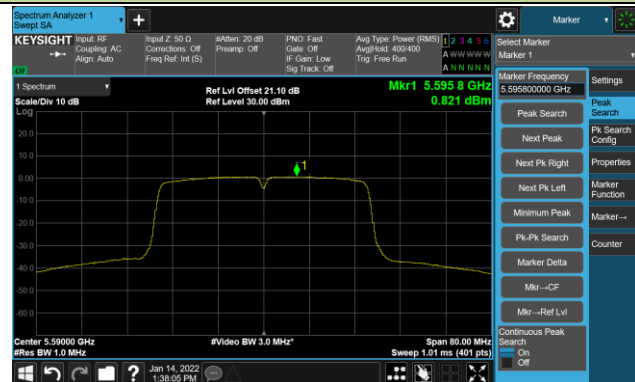 Spectrum Analyzer 1
Swept SA
Marker
KEYSIGHT
Input: RF
Coupling: AC
Align: Auto
Input Z: 50 Ω
Corrections: Off
Freq Ref: Int (S)
#Atten: 20 dB
Preamp: Off
PNO: Fast
Gate: Off
IF Gain: Low
Sig Track: Off
Avg Type: Power (RMS)
Avg|Hold: 400/400
Trig: Free Run
1 2 3 4 5 6
A W W W W W
A N N N N N
Select Marker
Marker 1
1 Spectrum
Scale/Div 10 dB
Log
Ref Lvl Offset 21.10 dB
Ref Level 30.00 dBm
Mkr1 5.595 8 GHz
0.821 dBm
20.0
10.0
0.00
-10.0
-20.0
-30.0
-40.0
-50.0
-60.0
1
Center 5.59000 GHz
#Res BW 1.0 MHz
#Video BW 3.0 MHz*
Span 80.00 MHz
Sweep 1.01 ms (401 pts)
Marker Frequency
5.595800000 GHz
Peak Search
Next Peak
Next Pk Right
Next Pk Left
Minimum Peak
Pk-Pk Search
Marker Delta
Mkr→CF
Mkr→Ref Lvl
Continuous Peak
Search
On
Off
Settings
Peak
Search
Pk Search
Config
Properties
Marker
Function
Marker→
Counter
Jan 14, 2022
1:38:05 PM